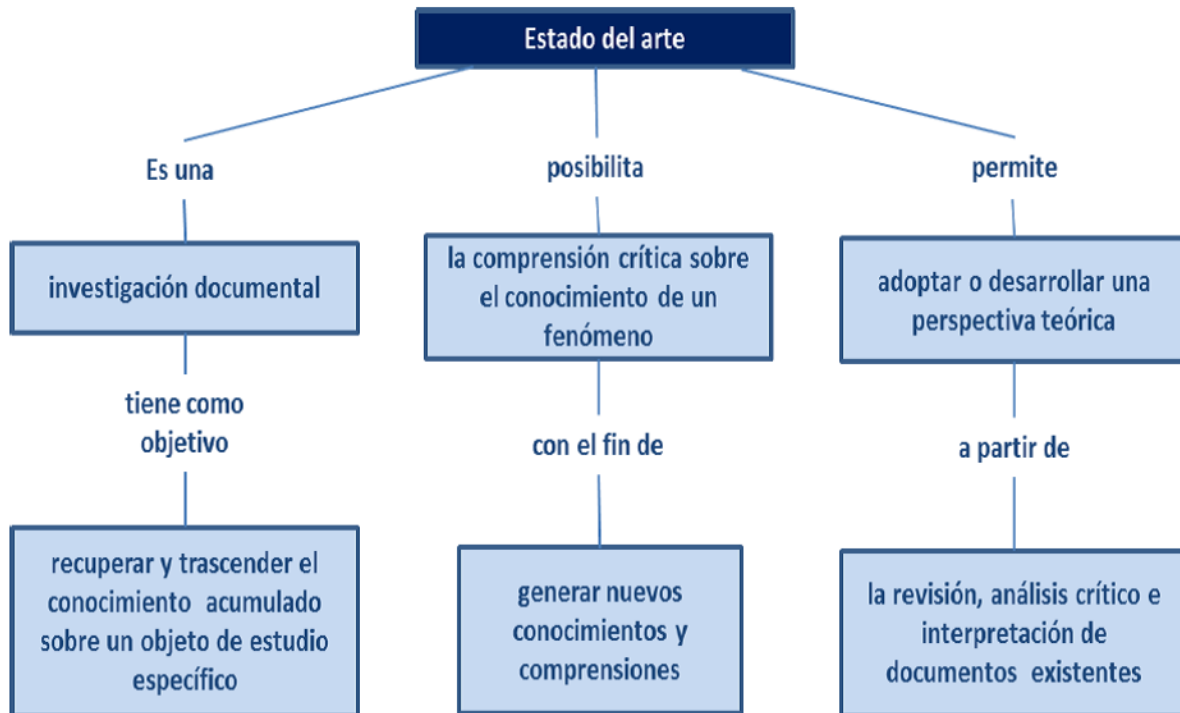 Estado del arte
Es una
posibilita
permite
investigación documental
la comprensión crítica sobre
el conocimiento de un
fenómeno
adoptar o desarrollar una
perspectiva teórica
tiene como
objetivo
con el fin de
a partir de
recuperar y trascender el
conocimiento acumulado
sobre un objeto de estudio
específico
generar nuevos
conocimientos y
comprensiones
la revisión, análisis crítico e
interpretación de
documentos existentes